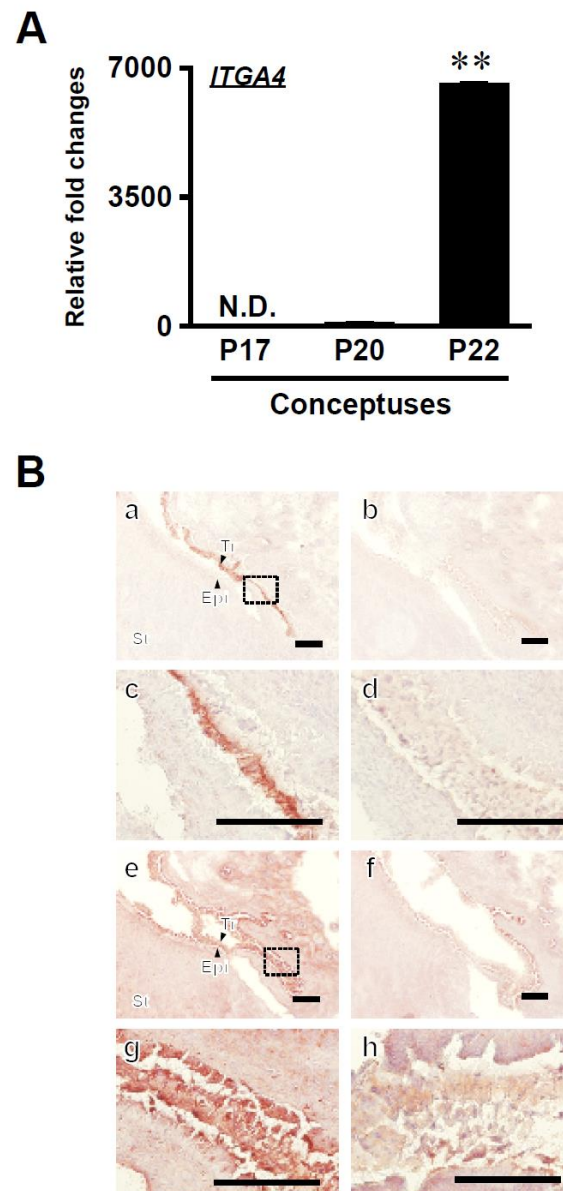 A
7000
ITGA4
**
3500
0
N.D.
Relative fold changes
P17 P20 P22
Conceptuses
B
a
b
Tr
Epi
St
c
d
e
f
Tr
Epi
St
g
h